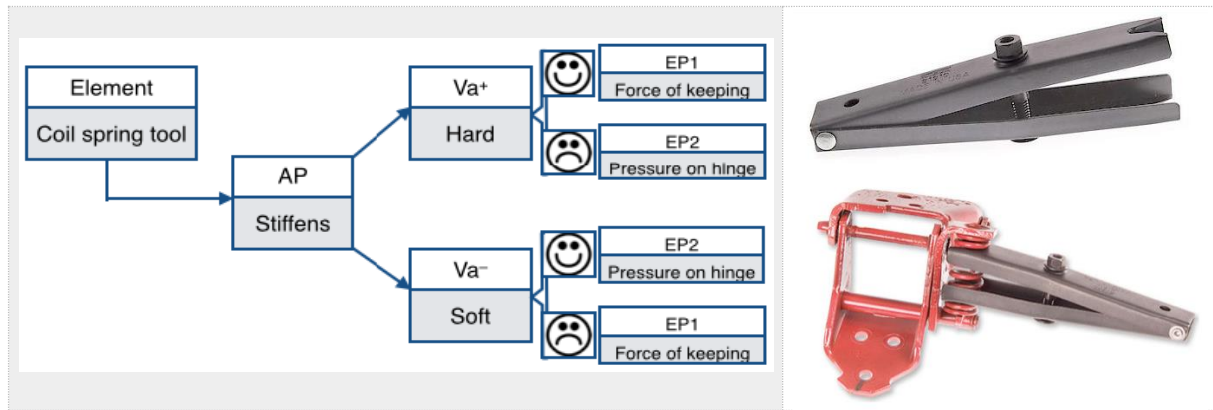 Element
Coil spring tool
AP
Stiffens
Va+
Hard
EP1
Force of keeping
EP2
Pressure on hinge
Va–
Soft
EP2
Pressure on hinge
EP1
Force of keeping